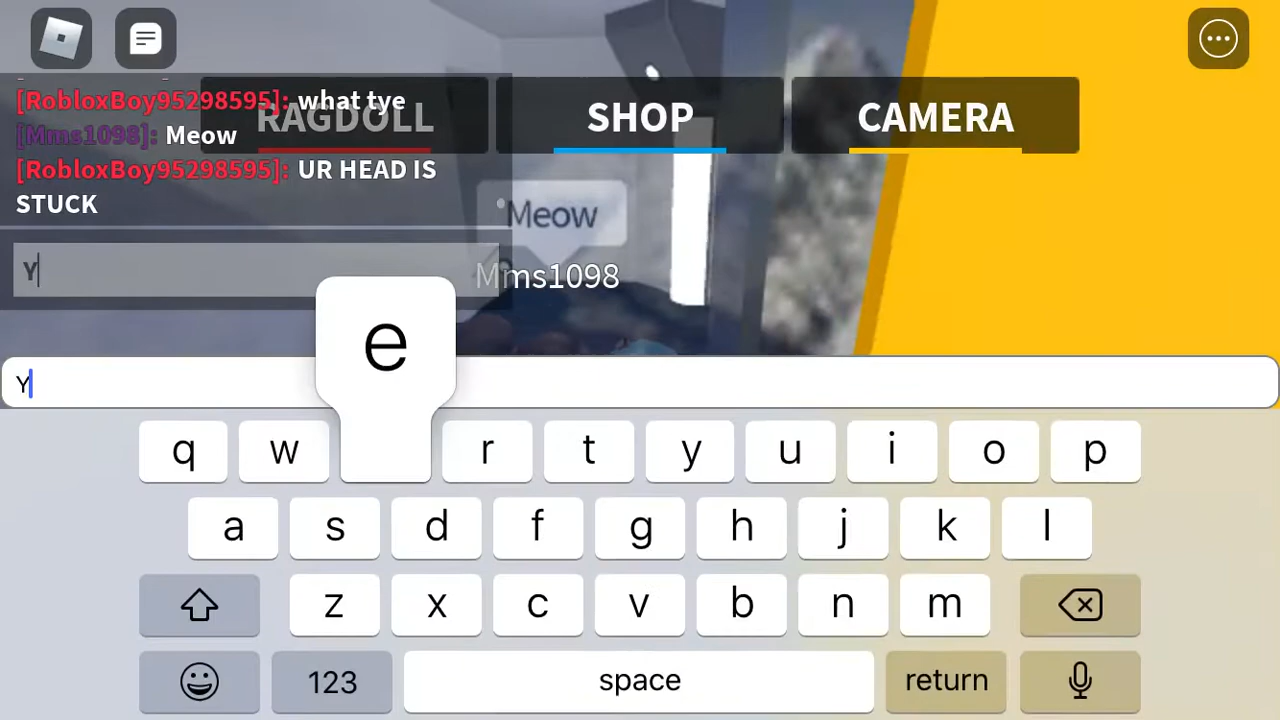 [RobloxBoy95298595]: what tye
RAGDOLL
SHOP
CAMERA
[Mms1098]: Meow
[RobloxBoy95298595]: UR HEAD IS
STUCK
Meow
Mms1098
Y
e
Y
q w r t y u i o p
a s d f g h j k l
z x c v b n m
123 space return